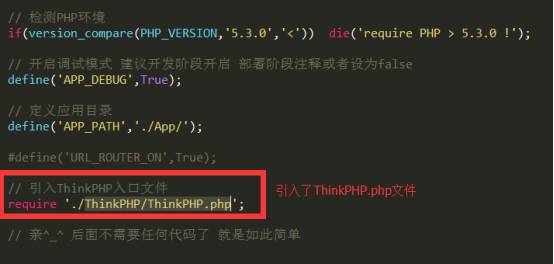 // 检测PHP环境
if(version_compare(PHP_VERSION,'5.3.0','<'))  die('require PHP > 5.3.0 !');
// 开启调试模式 建议开发阶段开启 部署阶段注释或者设为false
define('APP_DEBUG',True);
// 定义应用目录
define('APP_PATH','./App/');
#define('URL_ROUTER_ON',True);
// 引入ThinkPHP入口文件
require './ThinkPHP/ThinkPHP.php';
引入了ThinkPHP.php文件
// 亲^_^ 后面不需要任何代码了 就是如此简单